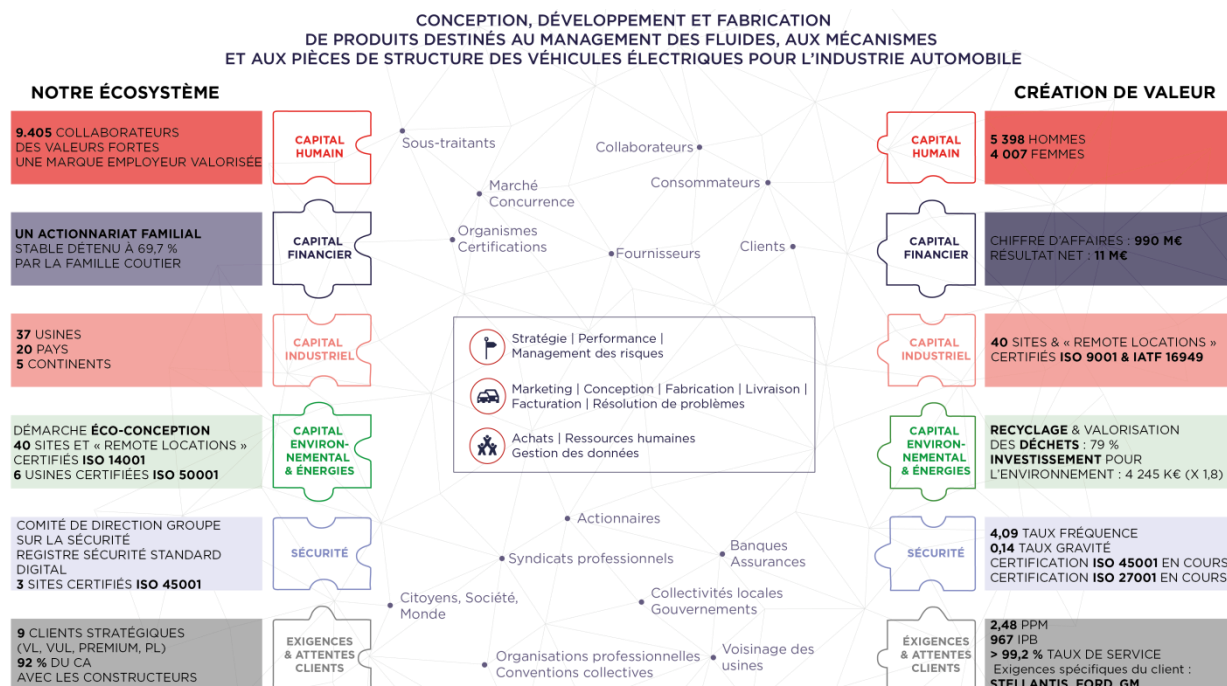 CONCEPTION, DÉVELOPPEMENT ET FABRICATION
DE PRODUITS DESTINÉS AU MANAGEMENT DES FLUIDES, AUX MÉCANISMES
ET AUX PIÈCES DE STRUCTURE DES VÉHICULES ÉLECTRIQUES POUR L'INDUSTRIE AUTOMOBILE
NOTRE ÉCOSYSTÈME
9.405 COLLABORATEURS
DES VALEURS FORTES
UNE MARQUE EMPLOYEUR VALORISÉE
CAPITAL
HUMAIN
UN ACTIONNARIAT FAMILIAL
STABLE DÉTENU À 69,7 %
PAR LA FAMILLE COUTIER
CAPITAL
FINANCIER
37 USINES
20 PAYS
5 CONTINENTS
CAPITAL
INDUSTRIEL
DÉMARCHE ÉCO-CONCEPTION
40 SITES ET « REMOTE LOCATIONS »
CERTIFIÉS ISO 14001
6 USINES CERTIFIÉES ISO 50001
CAPITAL
ENVIRON-
NEMENTAL
& ÉNERGIES
COMITÉ DE DIRECTION GROUPE
SUR LA SÉCURITÉ
REGISTRE SÉCURITÉ STANDARD
DIGITAL
3 SITES CERTIFIÉS ISO 45001
SÉCURITÉ
9 CLIENTS STRATÉGIQUES
(VL, VUL, PREMIUM, PL)
92 % DU CA
AVEC LES CONSTRUCTEURS
EXIGENCES
& ATTENTES
CLIENTS
Sous-traitants
Collaborateurs
Marché
Concurrence
Consommateurs
Organismes
Certifications
Fournisseurs
Clients
Stratégie | Performance |
Management des risques
Marketing | Conception | Fabrication | Livraison |
Facturation | Résolution de problèmes
Achats | Ressources humaines
Gestion des données
Actionnaires
Syndicats professionnels
Banques
Assurances
Citoyens, Société,
Monde
Collectivités locales
Gouvernements
Organisations professionnelles
Conventions collectives
Voisinage des
usines
CRÉATION DE VALEUR
CAPITAL
HUMAIN
5 398 HOMMES
4 007 FEMMES
CAPITAL
FINANCIER
CHIFFRE D'AFFAIRES : 990 M€
RÉSULTAT NET : 11 M€
CAPITAL
INDUSTRIEL
40 SITES & « REMOTE LOCATIONS »
CERTIFIÉS ISO 9001 & IATF 16949
CAPITAL
ENVIRON-
NEMENTAL
& ÉNERGIES
RECYCLAGE & VALORISATION
DES DÉCHETS : 79 %
INVESTISSEMENT POUR
L'ENVIRONNEMENT : 4 245 K€ (X 1,8)
SÉCURITÉ
4,09 TAUX FRÉQUENCE
0,14 TAUX GRAVITÉ
CERTIFICATION ISO 45001 EN COURS
CERTIFICATION ISO 27001 EN COURS
ÉXIGENCES
& ATTENTES
CLIENTS
2,48 PPM
967 IPB
> 99,2 % TAUX DE SERVICE
Exigences spécifiques du client :
STELLANTIS, FORD, GM